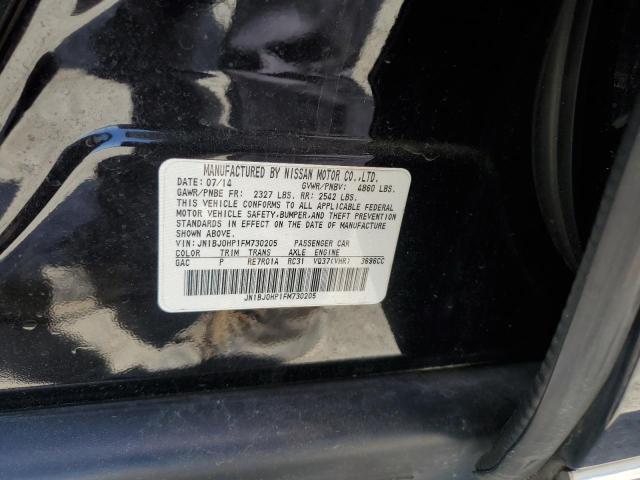 MANUFACTURED BY NISSAN MOTOR CO.,LTD.
DATE: 07/14 GVWR/PNBV: 4860 LBS.
GAWR/PNBE FR: 2327 LBS. RR: 2542 LBS.
THIS VEHICLE CONFORMS TO ALL APPLICABLE FEDERAL
MOTOR VEHICLE SAFETY,BUMPER,AND THEFT PREVENTION
STANDARDS IN EFFECT ON THE DATE OF MANUFACTURE
SHOWN ABOVE.
VIN: JN1BJ0HP1FM730205 PASSENGER CAR
COLOR TRIM TRANS AXLE ENGINE
GAC P RE7R01A RC31 VQ37(VHR) 3696CC
JN1BJ0HP1FM730205